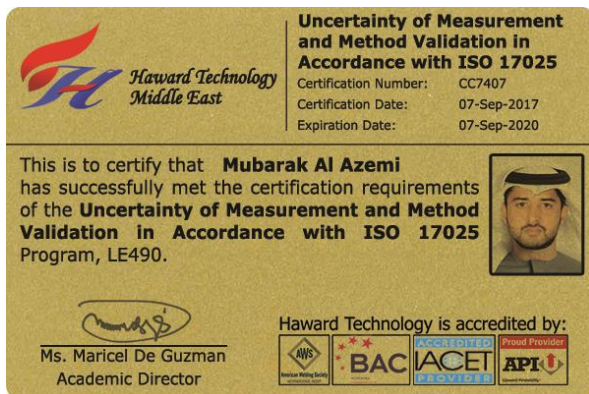 Haward Technology
Middle East
Uncertainty of Measurement
and Method Validation in
Accordance with ISO 17025
Certification Number: CC7407
Certification Date: 07-Sep-2017
Expiration Date: 07-Sep-2020
This is to certify that Mubarak Al Azemi
has successfully met the certification requirements
of the Uncertainty of Measurement and Method
Validation in Accordance with ISO 17025
Program, LE490.
Ms. Maricel De Guzman
Academic Director
Haward Technology is accredited by:
AWS
American Welding Society
BAC
ACCREDITED
IACET
PROVIDER
Proud Provider
API U